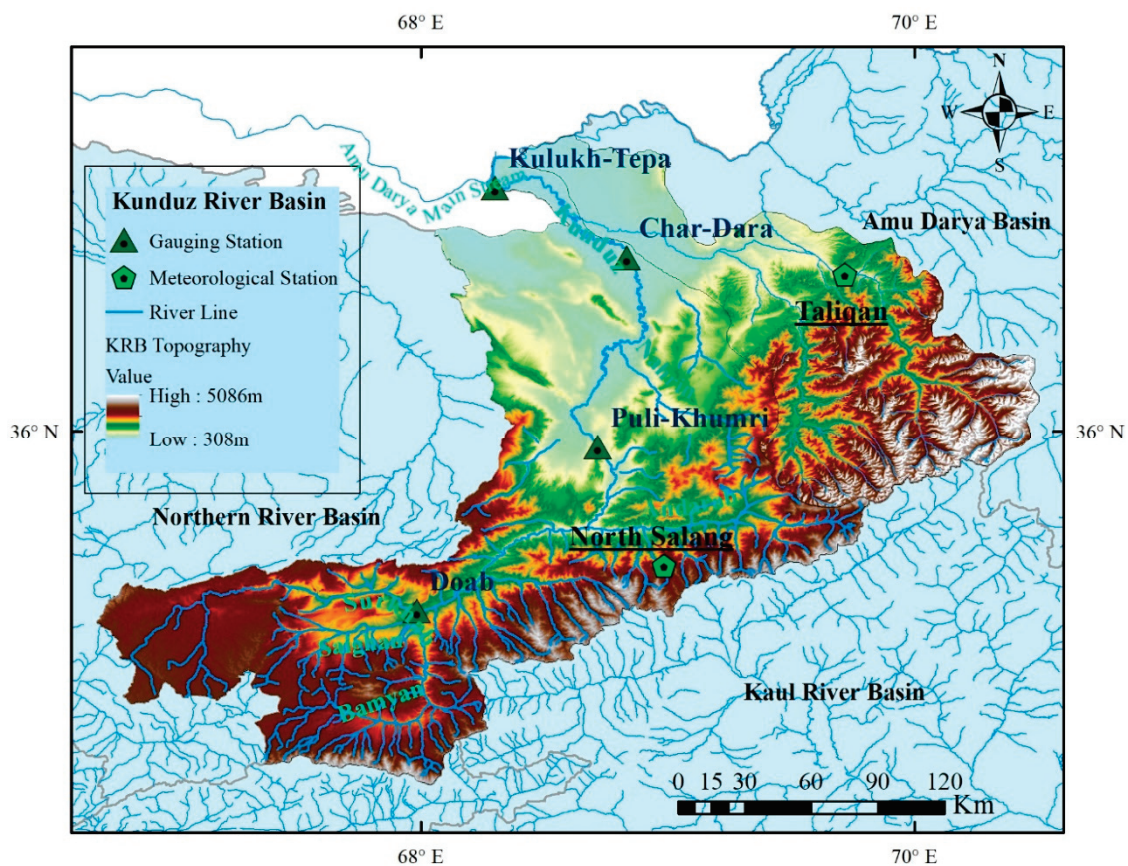 68° E
70° E
N
W
E
S
Kulukh-Tepa
Amu Darya Main Stream
Kunduz River Basin
Gauging Station
Meteorological Station
River Line
KRB Topography
Value
High : 5086m
Low : 308m
Kunduz
Char-Dara
Amu Darya Basin
Taliqan
36° N
36° N
Puli-Khumri
Northern River Basin
North Salang
Doab
Saighan
Bamyan
Kaul River Basin
0 15 30 60 90 120
Km
68° E
70° E